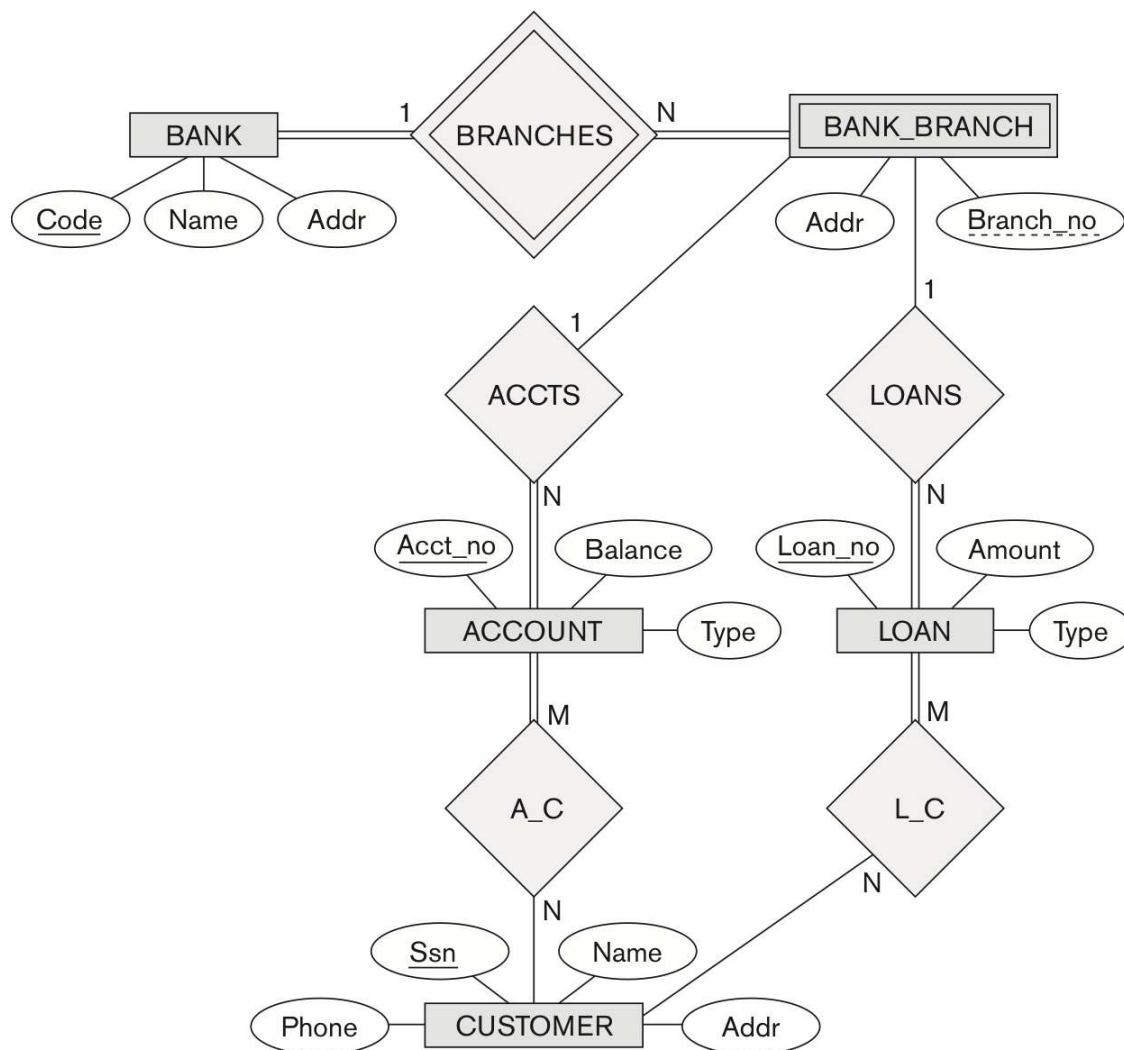 1
N
BANK
BRANCHES
BANK_BRANCH
Code
Name
Addr
Addr
Branch_no
1
1
ACCTS
LOANS
N
N
Acct_no
Balance
Loan_no
Amount
ACCOUNT
Type
LOAN
Type
M
M
A_C
L_C
N
N
Ssn
Name
Phone
CUSTOMER
Addr